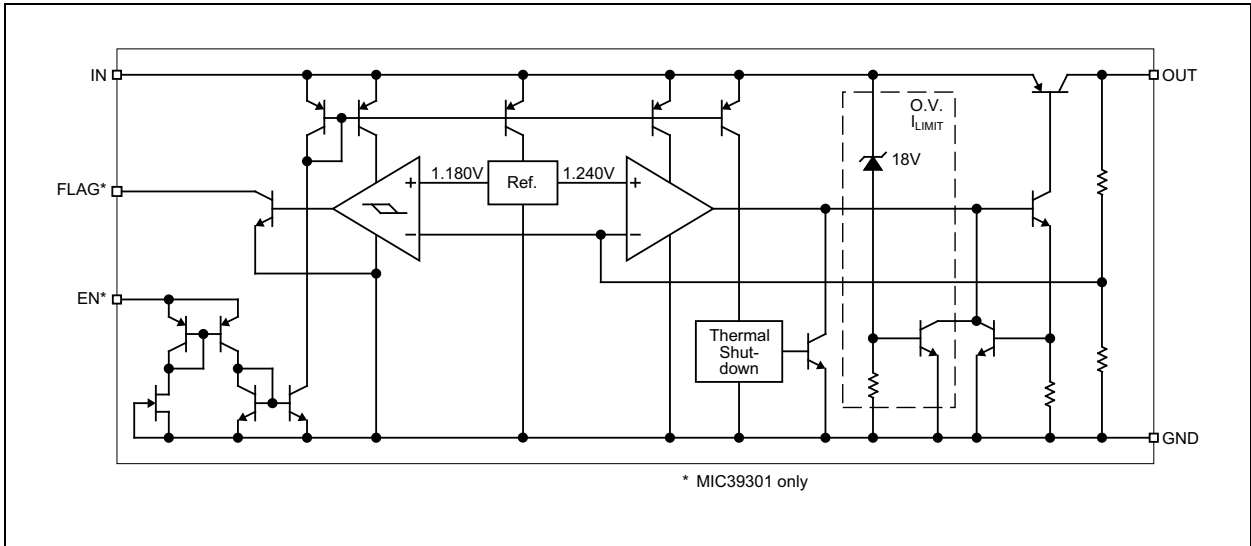 IN
OUT
O.V.
ILIMIT
18V
FLAG*
+
1.180V
Ref.
1.240V
+
−
−
EN*
Thermal
Shut-
down
GND
* MIC39301 only